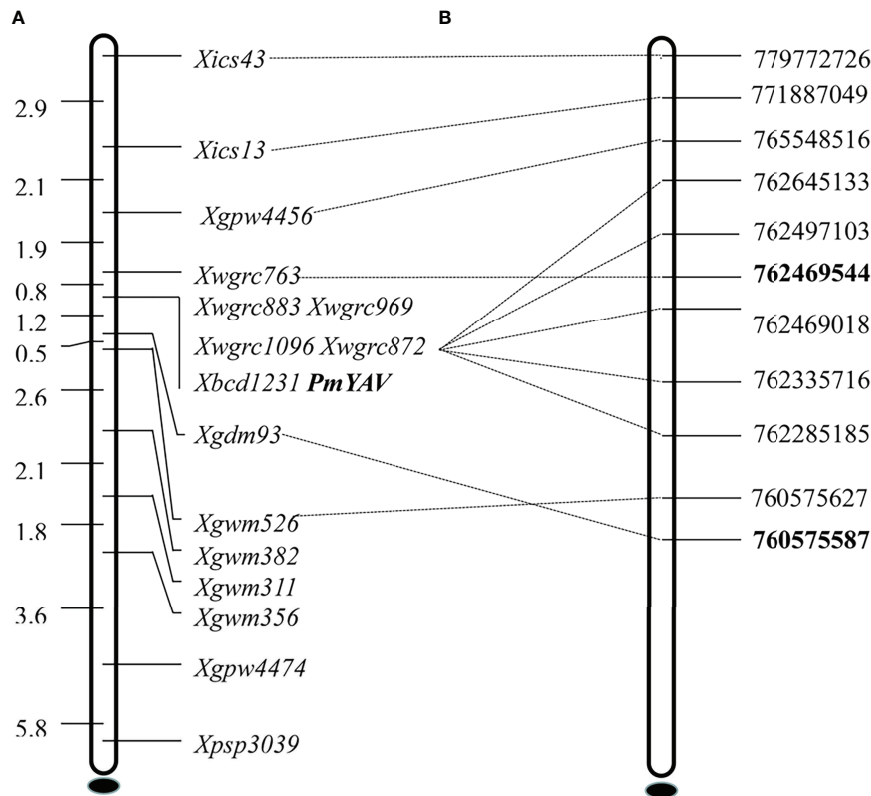 A
B
Xics43
779772726
2.9
771887049
Xics13
765548516
2.1
762645133
Xgpw4456
762497103
1.9
Xwgrc763
762469544
0.8
Xwgrc883 Xwgrc969
1.2
762469018
Xwgrc1096 Xwgrc872
0.5
Xbcd1231 PmYAV
762335716
2.6
Xgdm93
762285185
2.1
760575627
Xgwm526
1.8
760575587
Xgwm382
Xgwm311
3.6
Xgwm356
Xgpw4474
5.8
Xpsp3039